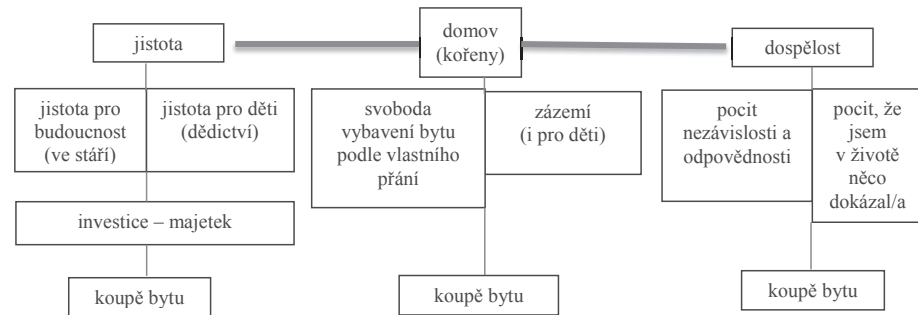 jistota
domov
(kořeny)
dospělost
jistota pro
budoucnost
(ve stáří)
jistota pro děti
(dědictví)
svoboda
vybavení bytu
podle vlastního
přání
zázemí
(i pro děti)
pocit
nezávislosti a
odpovědnosti
pocit, že
jsem
v životě
něco
dokázal/a
investice – majetek
koupě bytu
koupě bytu
koupě bytu